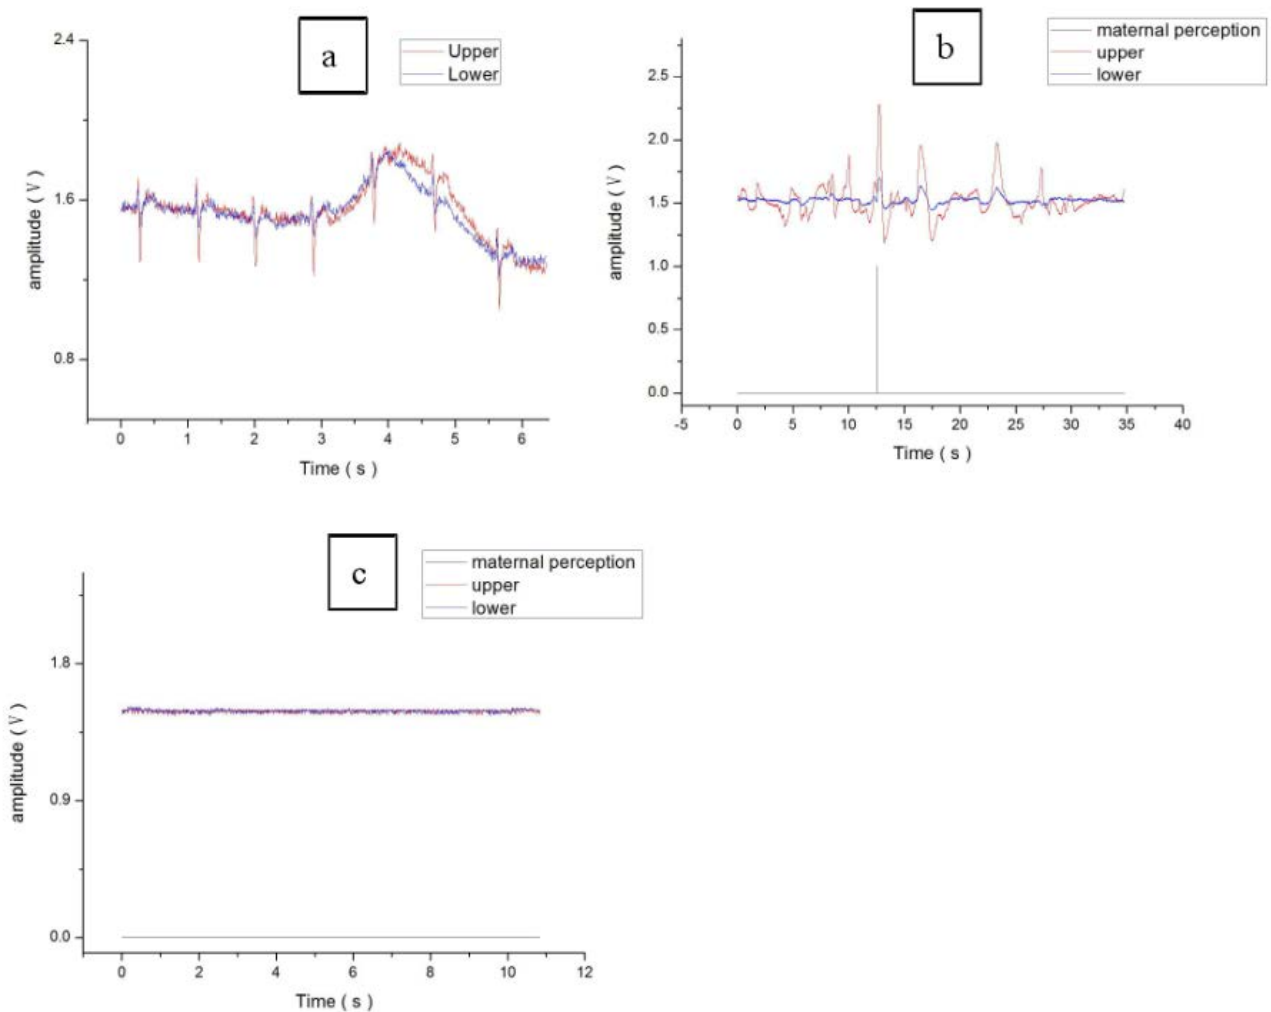 a
Upper
Lower
2.4
1.6
0.8
amplitude ( V )
0 1 2 3 4 5 6
Time ( s )
b
maternal perception
upper
lower
2.5
2.0
1.5
1.0
0.5
0.0
amplitude ( V )
-5 0 5 10 15 20 25 30 35 40
Time ( s )
c
maternal perception
upper
lower
1.8
0.9
0.0
amplitude ( V )
0 2 4 6 8 10 12
Time ( s )